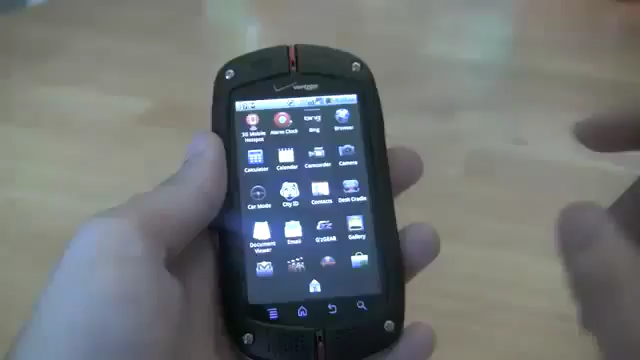 verizon
3G Mobile Hotspot
Alarm Clock
Bing
Browser
Calculator
Calendar
Camcorder
Camera
Car Mode
City ID
Contacts
Desk Cradle
Document Viewer
Email
G'zGEAR
Gallery